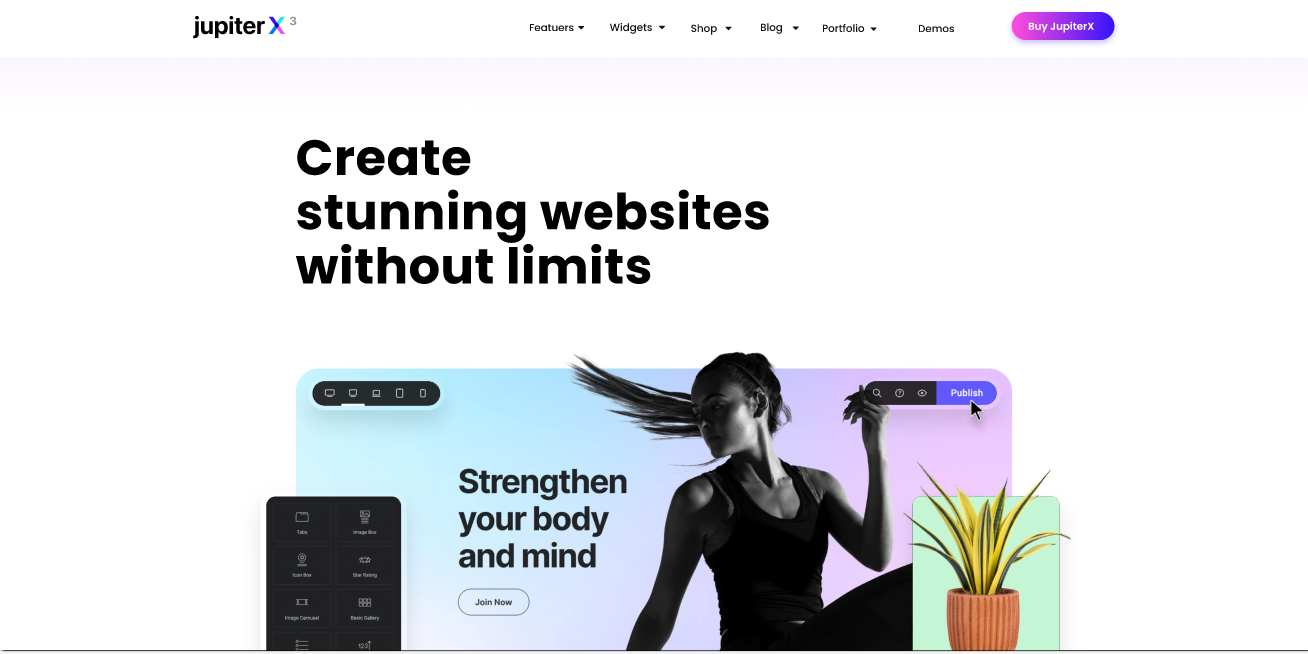 jupiter X 3
Featuers
Widgets
Shop
Blog
Portfolio
Demos
Buy JupiterX
Create
stunning websites
without limits
Publish
Strengthen
your body
and mind
Join Now
Tabs
Image Box
Icon Box
Star Rating
Image Carousel
Basic Gallery
123